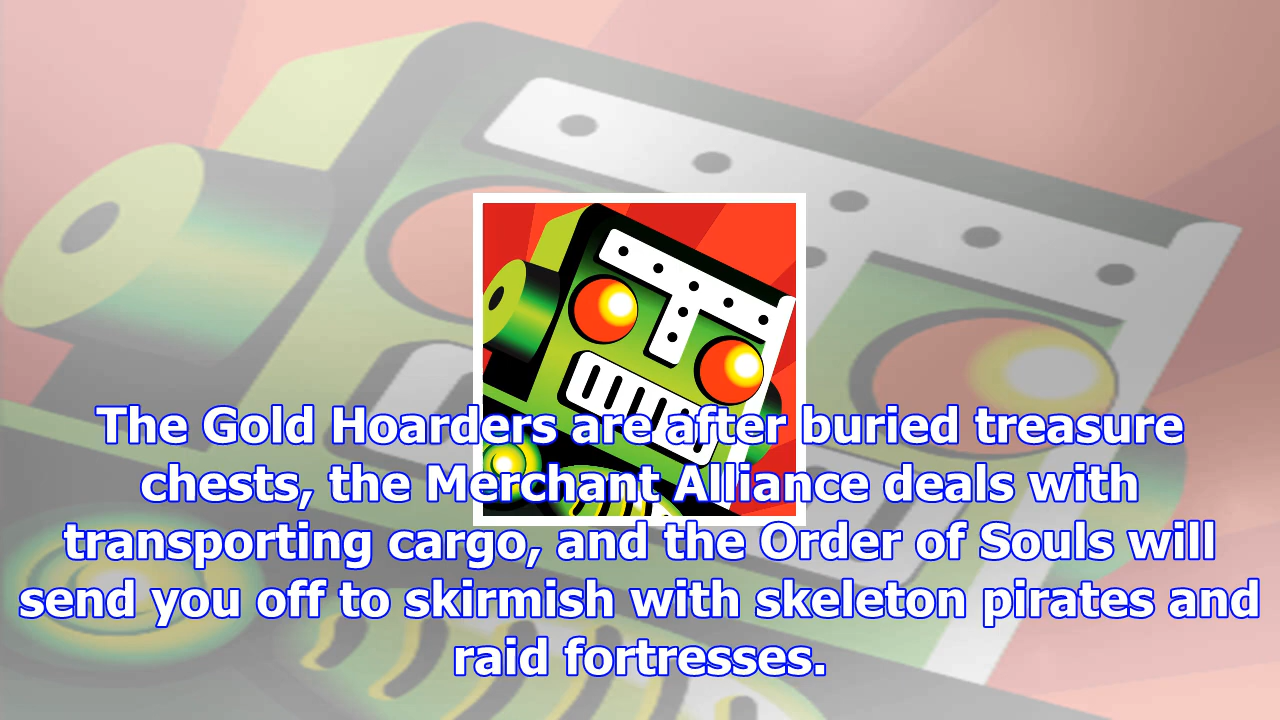 The Gold Hoarders are after buried treasure
chests, the Merchant Alliance deals with
transporting cargo, and the Order of Souls will
send you off to skirmish with skeleton pirates and
raid fortresses.